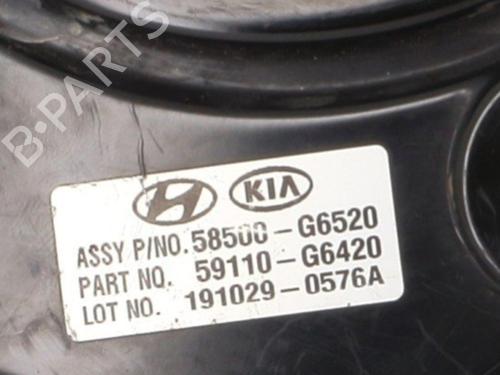 B-PARTS
H KIA
ASSY P/NO. 58500-G6520
PART NO. 59110-G6420
LOT NO. 191029-0576A